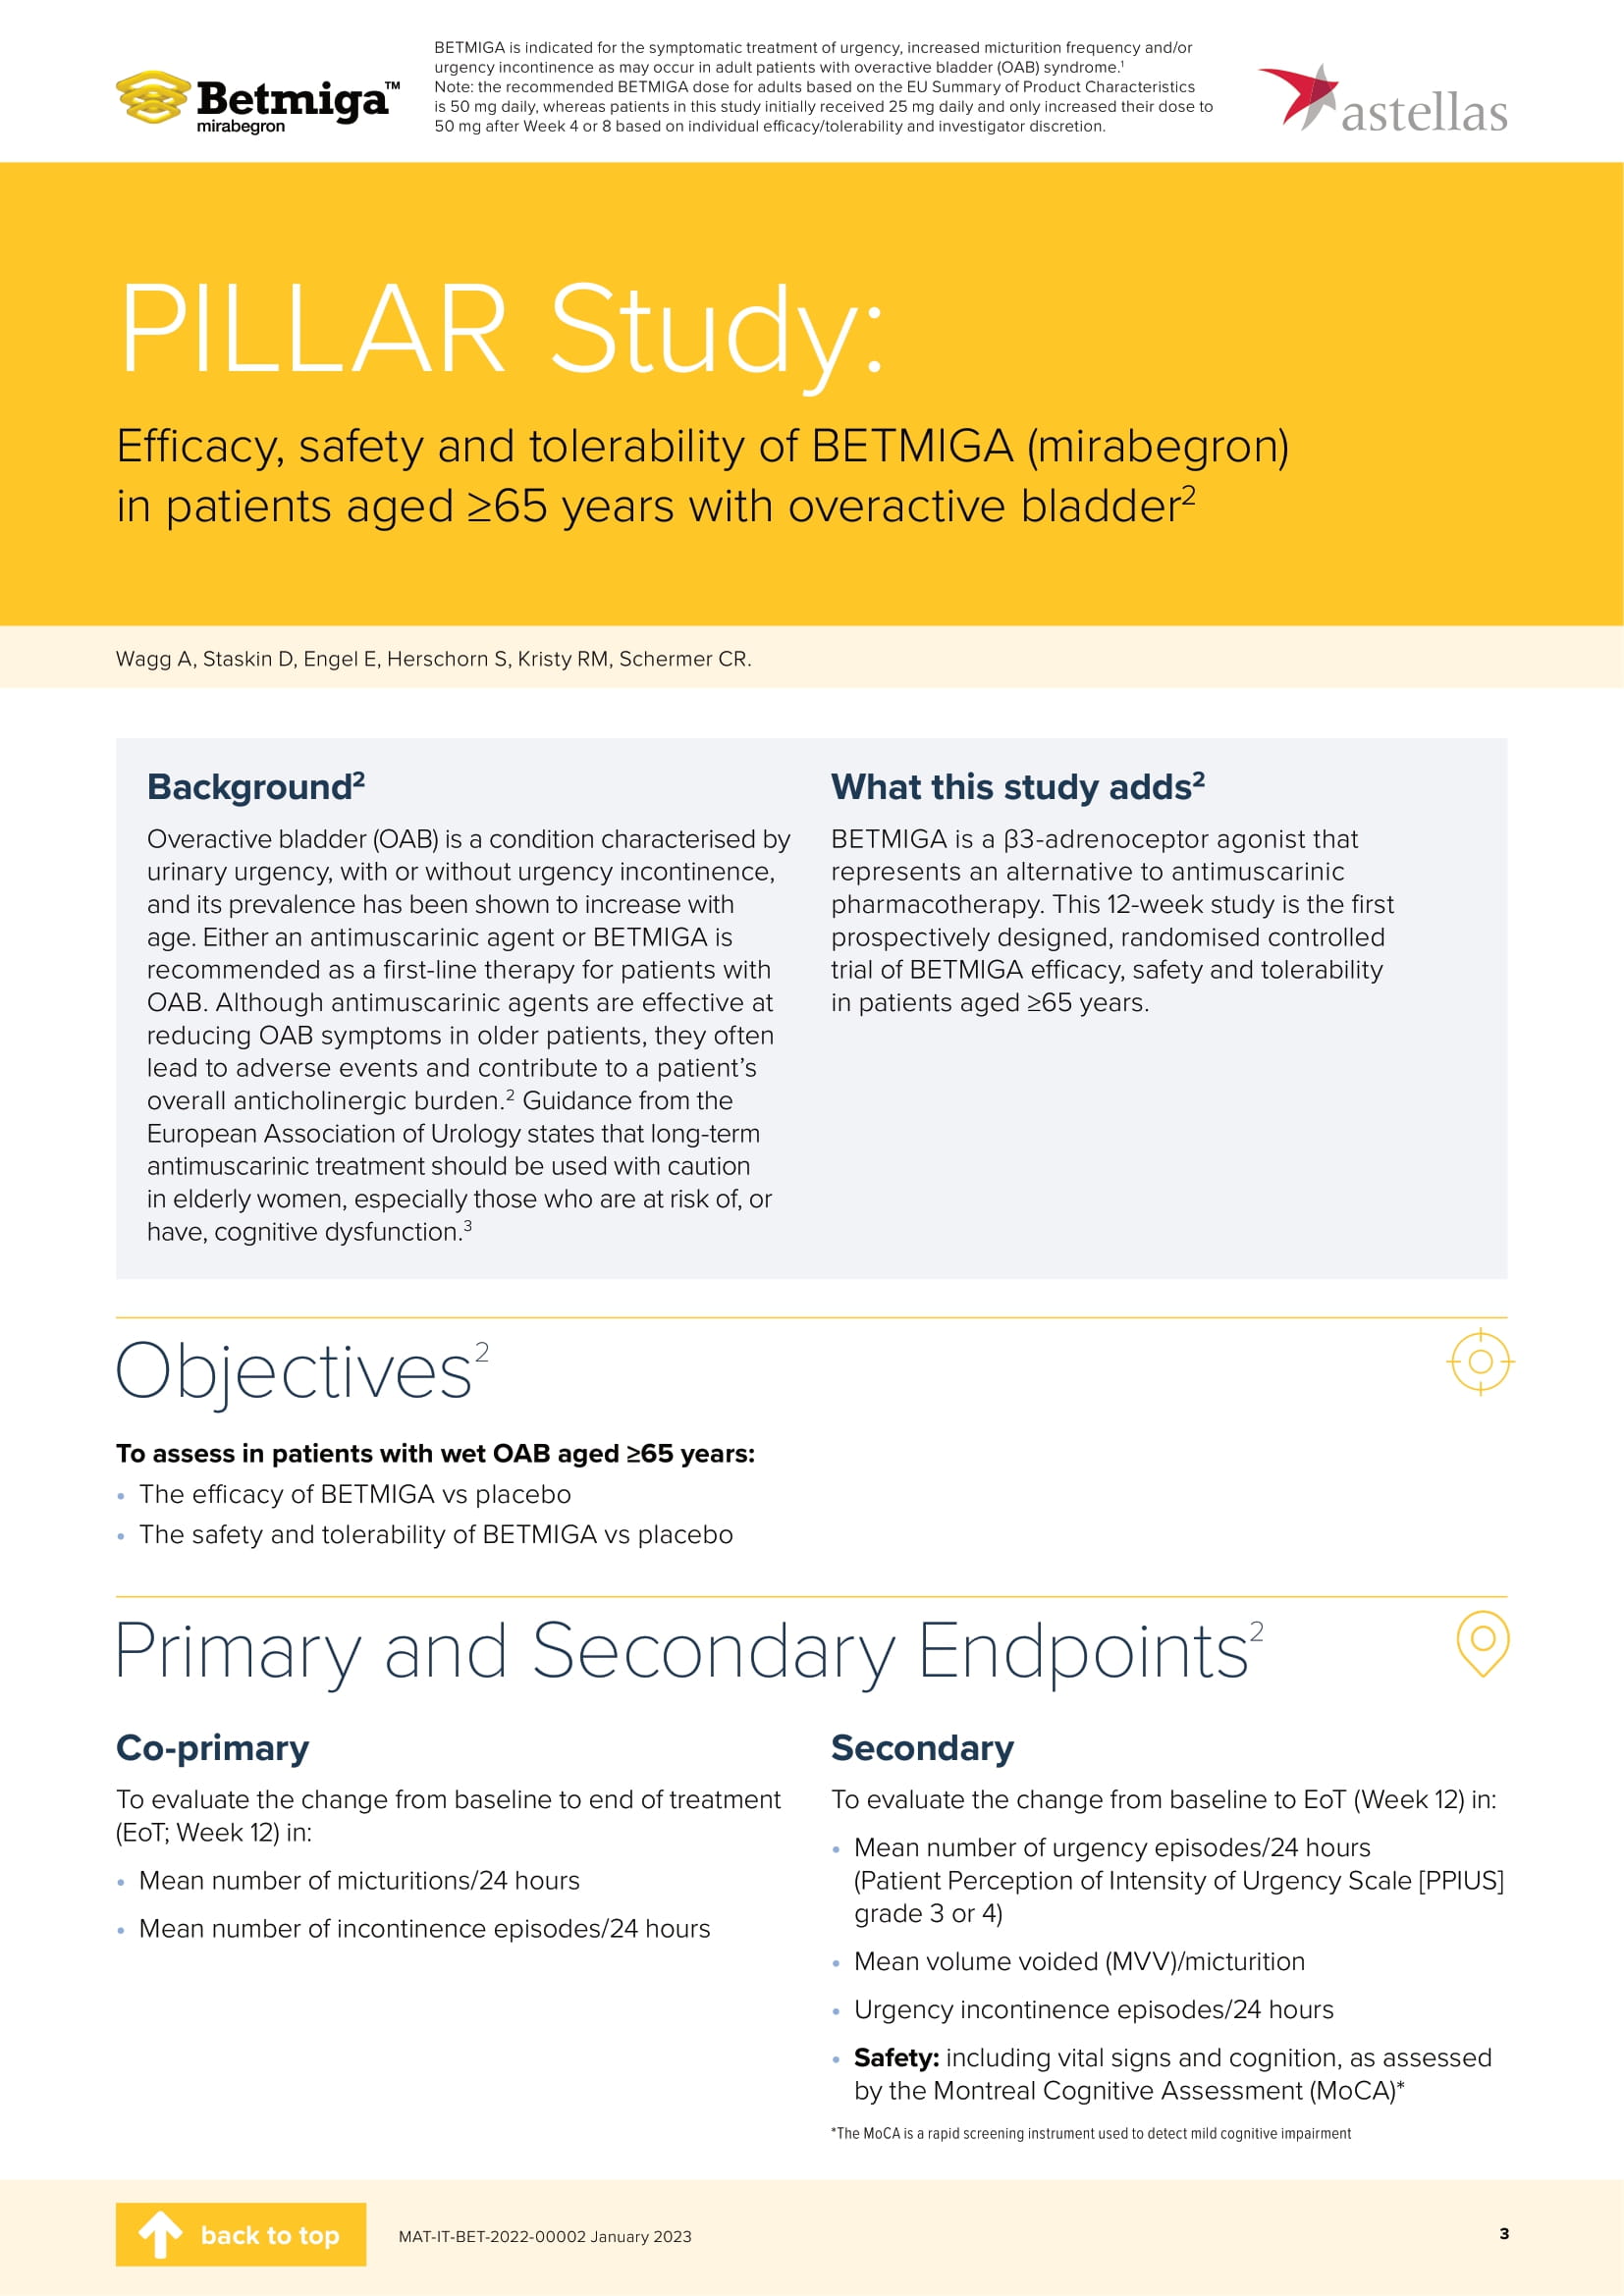 Betmiga™
mirabegron
BETMIGA is indicated for the symptomatic treatment of urgency, increased micturition frequency and/or
urgency incontinence as may occur in adult patients with overactive bladder (OAB) syndrome.¹
Note: the recommended BETMIGA dose for adults based on the EU Summary of Product Characteristics
is 50 mg daily, whereas patients in this study initially received 25 mg daily and only increased their dose to
50 mg after Week 4 or 8 based on individual efficacy/tolerability and investigator discretion.
astellas
PILLAR Study:
Efficacy, safety and tolerability of BETMIGA (mirabegron)
in patients aged ≥65 years with overactive bladder²
Wagg A, Staskin D, Engel E, Herschorn S, Kristy RM, Schermer CR.
Background²
Overactive bladder (OAB) is a condition characterised by
urinary urgency, with or without urgency incontinence,
and its prevalence has been shown to increase with
age. Either an antimuscarinic agent or BETMIGA is
recommended as a first-line therapy for patients with
OAB. Although antimuscarinic agents are effective at
reducing OAB symptoms in older patients, they often
lead to adverse events and contribute to a patient’s
overall anticholinergic burden.² Guidance from the
European Association of Urology states that long-term
antimuscarinic treatment should be used with caution
in elderly women, especially those who are at risk of, or
have, cognitive dysfunction.³
What this study adds²
BETMIGA is a β3-adrenoceptor agonist that
represents an alternative to antimuscarinic
pharmacotherapy. This 12-week study is the first
prospectively designed, randomised controlled
trial of BETMIGA efficacy, safety and tolerability
in patients aged ≥65 years.
Objectives²
To assess in patients with wet OAB aged ≥65 years:
• The efficacy of BETMIGA vs placebo
• The safety and tolerability of BETMIGA vs placebo
Primary and Secondary Endpoints²
Co-primary
To evaluate the change from baseline to end of treatment
(EoT; Week 12) in:
• Mean number of micturitions/24 hours
• Mean number of incontinence episodes/24 hours
Secondary
To evaluate the change from baseline to EoT (Week 12) in:
• Mean number of urgency episodes/24 hours
(Patient Perception of Intensity of Urgency Scale [PPIUS]
grade 3 or 4)
• Mean volume voided (MVV)/micturition
• Urgency incontinence episodes/24 hours
• Safety: including vital signs and cognition, as assessed
by the Montreal Cognitive Assessment (MoCA)*
*The MoCA is a rapid screening instrument used to detect mild cognitive impairment
back to top
MAT-IT-BET-2022-00002 January 2023
3